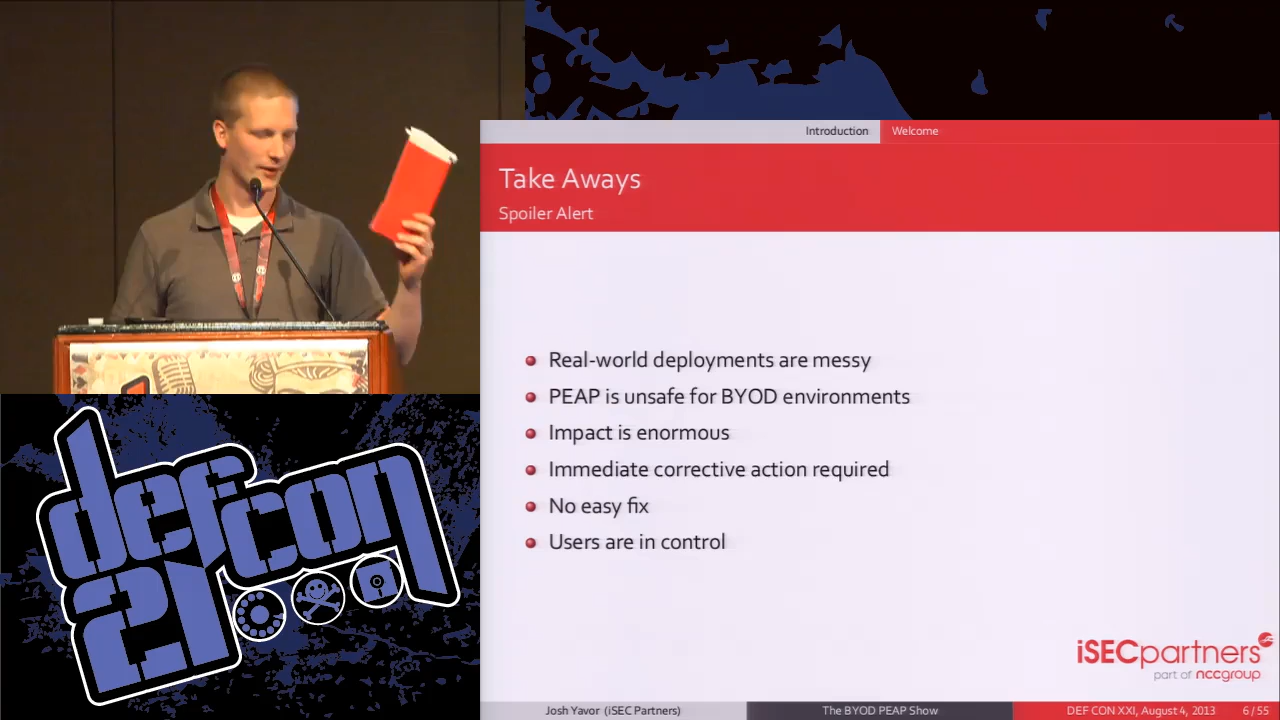 Introduction
Welcome
Take Aways
Spoiler Alert
Real-world deployments are messy
PEAP is unsafe for BYOD environments
Impact is enormous
Immediate corrective action required
No easy fix
Users are in control
iSECpartners
part of nccgroup
Josh Yavor (iSEC Partners)
The BYOD PEAP Show
DEF CON XXI, August 4, 2013
6 / 55
defcon
21